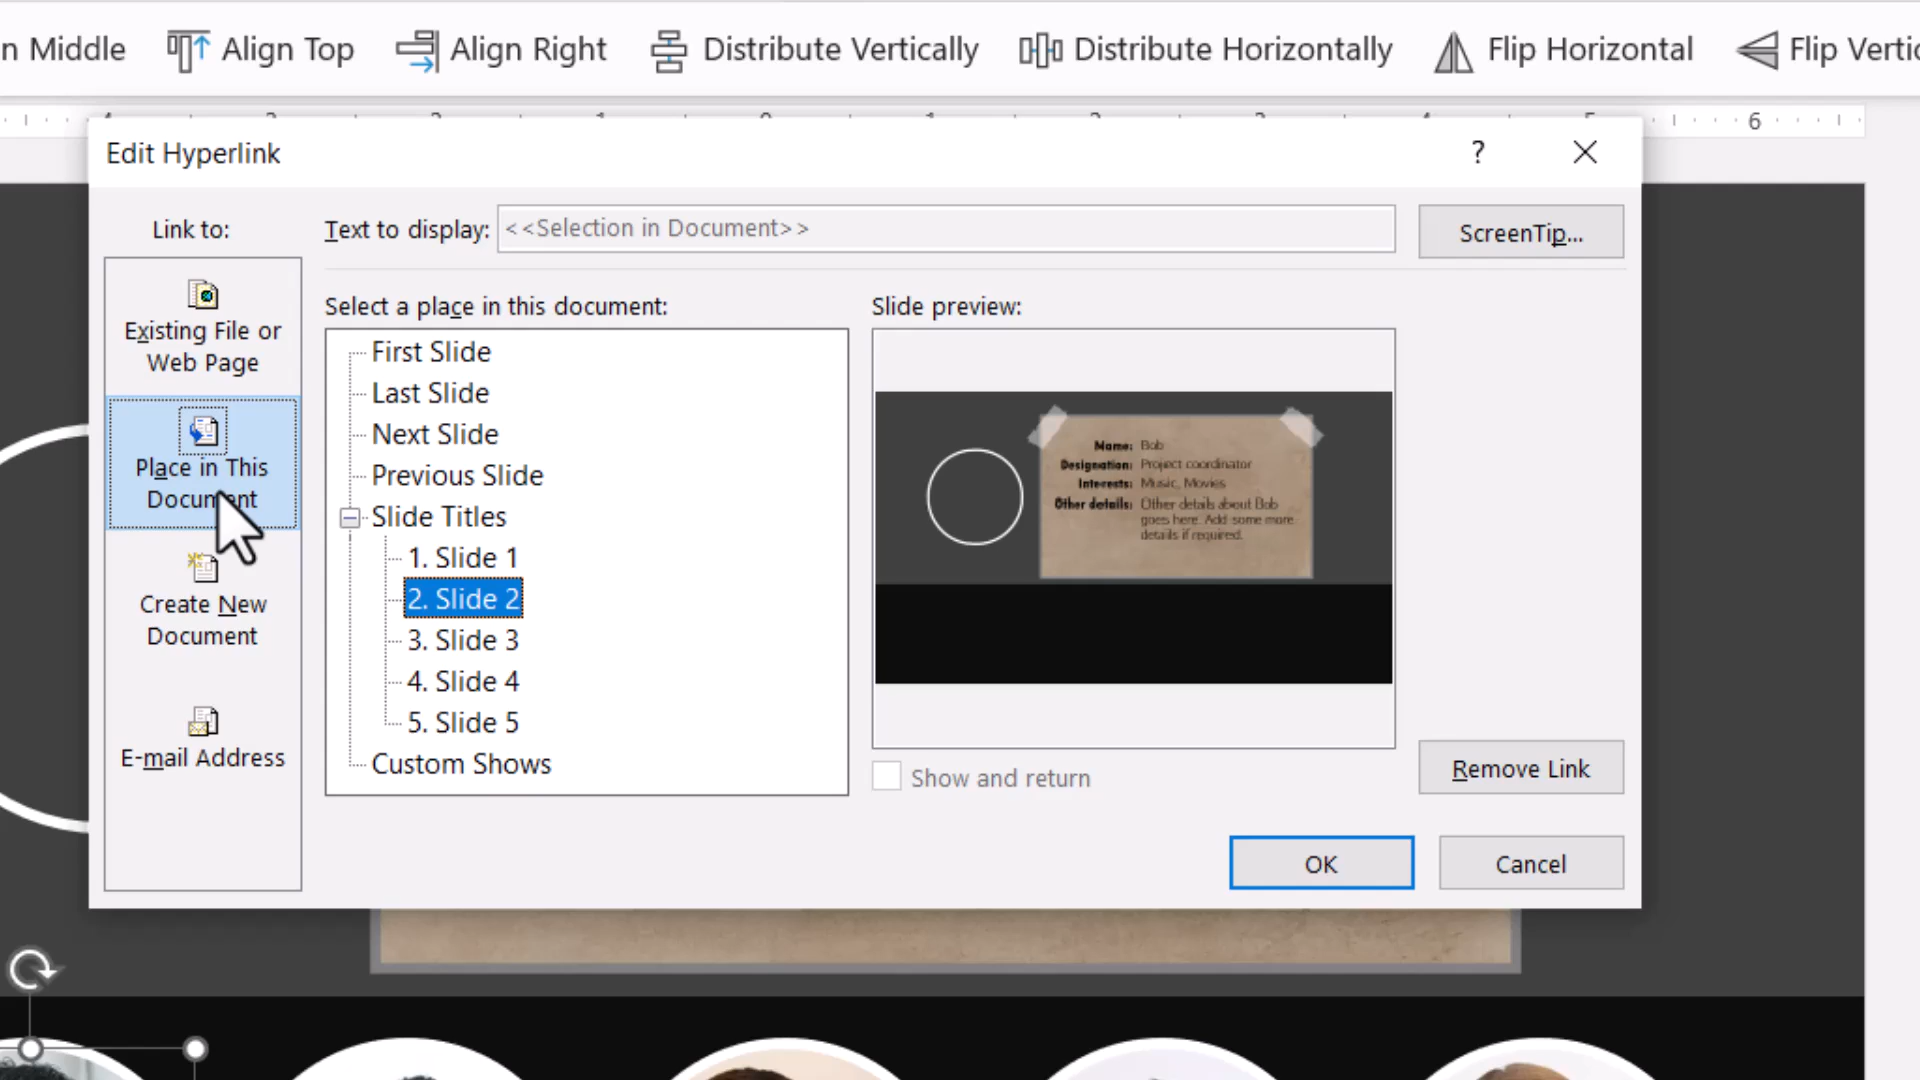 n Middle Align Top Align Right Distribute Vertically Distribute Horizontally Flip Horizontal Flip Vertic
6
Edit Hyperlink ?
Link to: Text to display: <<Selection in Document>> ScreenTip...
Existing File or
Web Page
Place in This
Document
Create New
Document
E-mail Address
Select a place in this document:
First Slide
Last Slide
Next Slide
Previous Slide
Slide Titles
1. Slide 1
2. Slide 2
3. Slide 3
4. Slide 4
5. Slide 5
Custom Shows
Slide preview:
Name: Bob
Designation: Project coordinator
Interests: Music, Movies
Other details: Other details about Bob
goes here. Add some more
details if required.
Show and return
Remove Link
OK Cancel